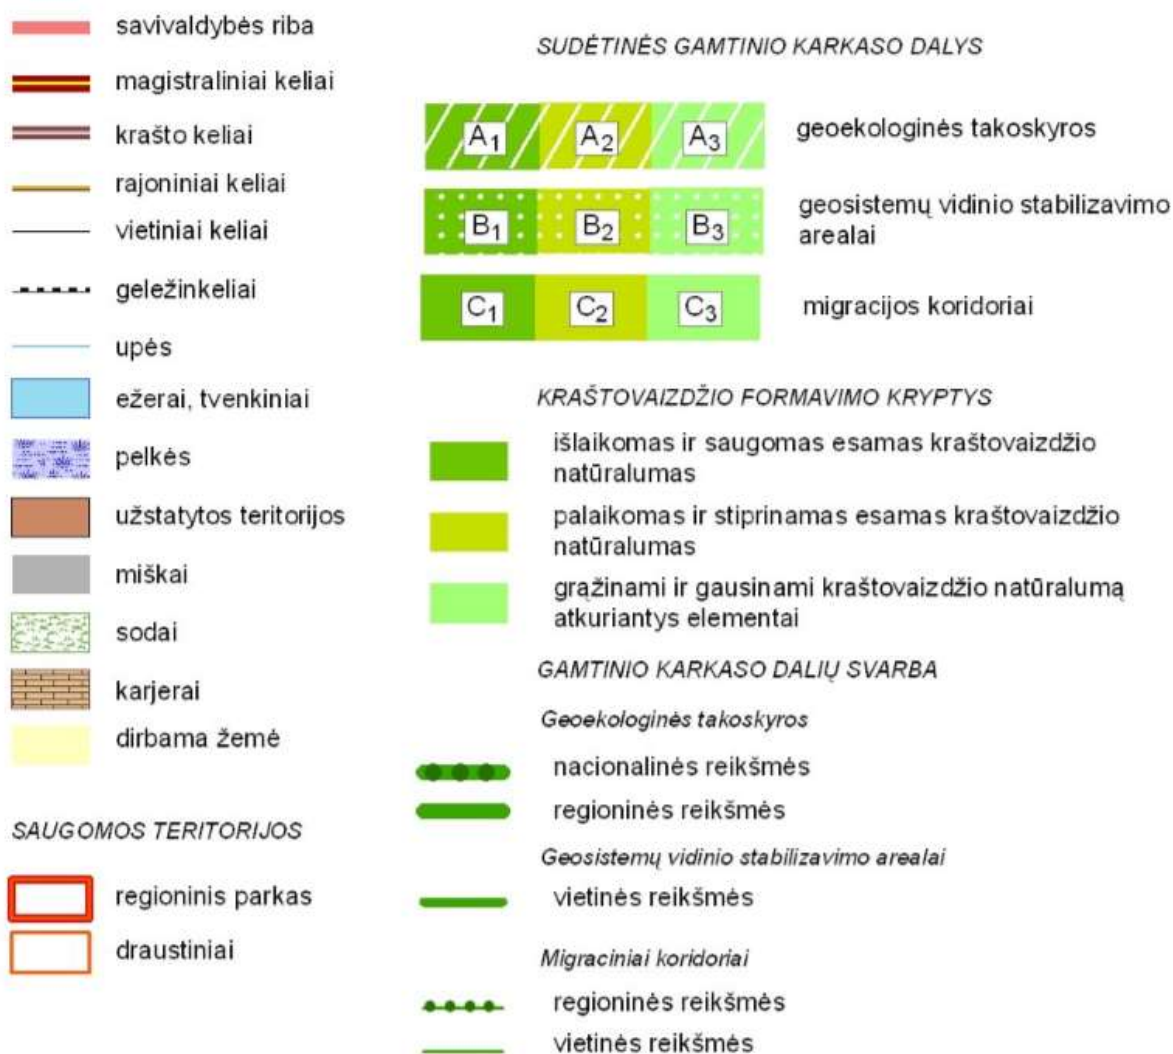 savivaldybės riba
magistraliniai keliai
krašto keliai
rajoniniai keliai
vietiniai keliai
geležinkeliai
upės
ežerai, tvenkiniai
pelkės
užstatytos teritorijos
miškai
sodai
karjerai
dirbama žemė
SAUGOMOS TERITORIJOS
regioninis parkas
draustiniai
SUDĖTINĖS GAMTINIO KARKASO DALYS
A1 A2 A3 geoekologinės takoskyros
B1 B2 B3 geosistemų vidinio stabilizavimo
arealai
C1 C2 C3 migracijos koridoriai
KRAŠTOVAIZDŽIO FORMAVIMO KRYPTYS
išlaikomas ir saugomas esamas kraštovaizdžio
natūralumas
palaikomas ir stiprinamas esamas kraštovaizdžio
natūralumas
grąžinami ir gausinami kraštovaizdžio natūralumą
atkuriantys elementai
GAMTINIO KARKASO DALIŲ SVARBA
Geoekologinės takoskyros
nacionalinės reikšmės
regioninės reikšmės
Geosistemų vidinio stabilizavimo arealai
vietinės reikšmės
Migraciniai koridoriai
regioninės reikšmės
vietinės reikšmės